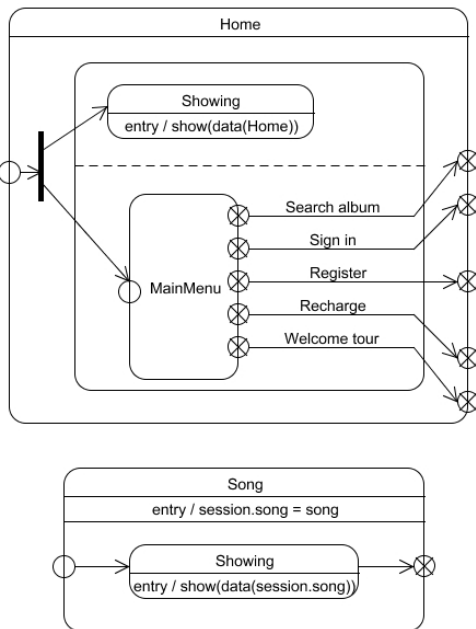 Home
Showing
entry / show(data(Home))
Search album
Sign in
MainMenu
Register
Recharge
Welcome tour
Song
entry / session.song = song
Showing
entry / show(data(session.song))